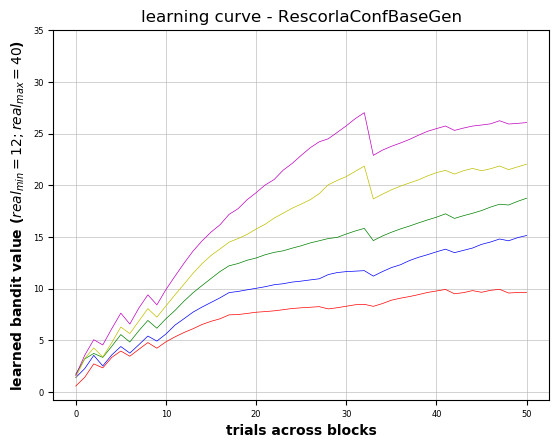 learning curve - RescorlaConfBaseGen
learned bandit value (real_min = 12; real_max = 40)
35
30
25
20
15
10
5
0
0 10 20 30 40 50
trials across blocks